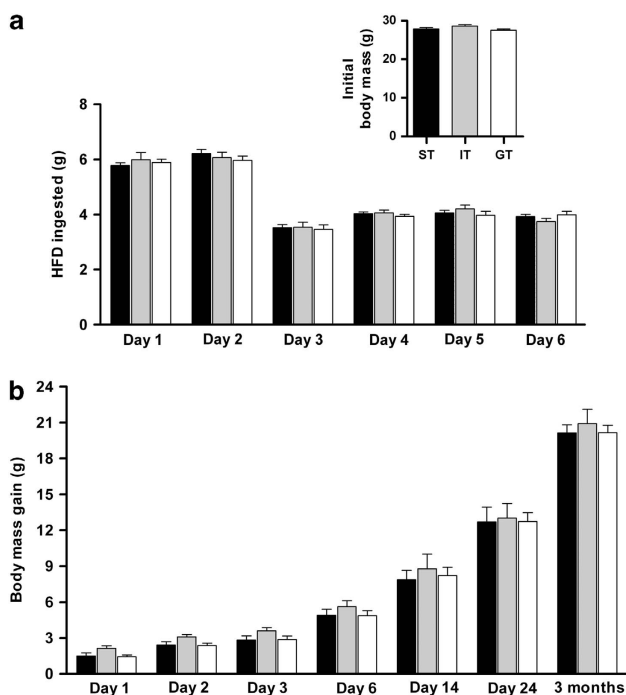 a
30
20
10
0
Initial
body mass (g)
ST IT GT
8
6
4
2
0
HFD ingested (g)
Day 1 Day 2 Day 3 Day 4 Day 5 Day 6
b
24
21
18
15
12
9
6
3
0
Body mass gain (g)
Day 1 Day 2 Day 3 Day 6 Day 14 Day 24 3 months